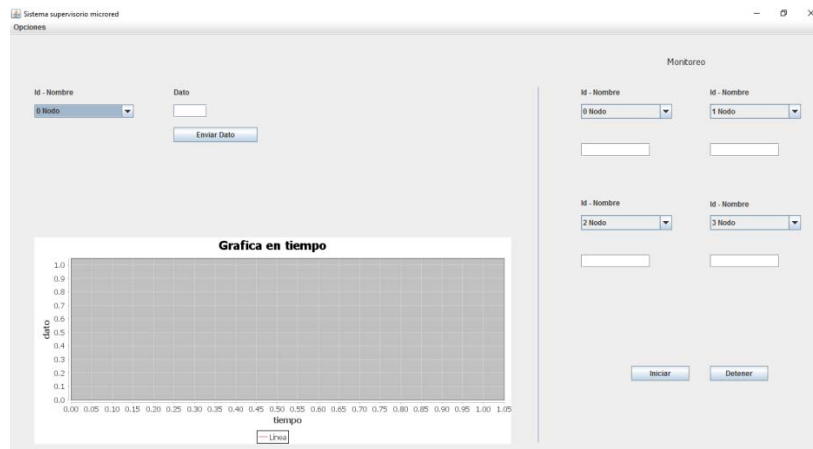 Sistema supervisorio microred
Opciones
Id - Nombre
Dato
0 Nodo
Enviar Dato
Grafica en tiempo
1.0
0.9
0.8
0.7
0.6
0.5
0.4
0.3
0.2
0.1
0.0
dato
0.00 0.05 0.10 0.15 0.20 0.25 0.30 0.35 0.40 0.45 0.50 0.55 0.60 0.65 0.70 0.75 0.80 0.85 0.90 0.95 1.00 1.05
tiempo
Línea
Monitoreo
Id - Nombre
Id - Nombre
0 Nodo
1 Nodo
Id - Nombre
Id - Nombre
2 Nodo
3 Nodo
Iniciar
Detener